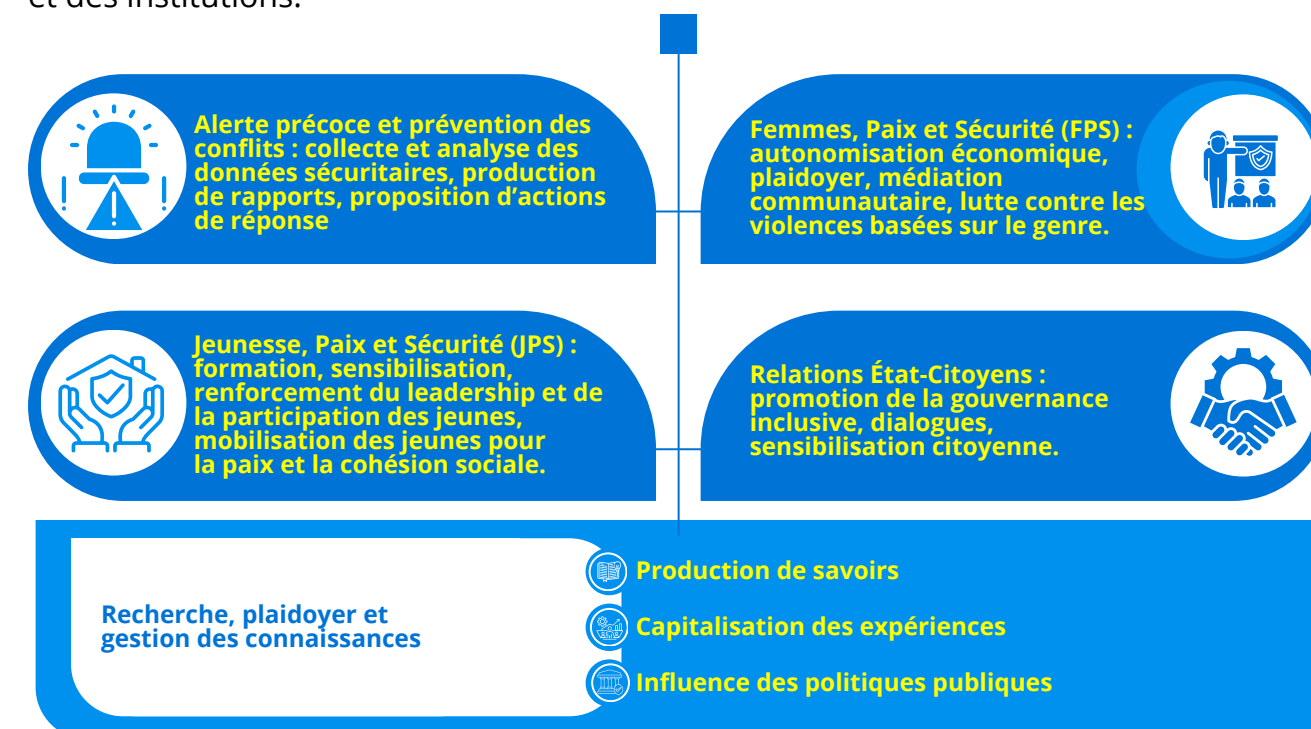 et des institutions.
Alerte précoce et prévention des
conflits : collecte et analyse des
données sécuritaires, production
de rapports, proposition d’actions
de réponse
Femmes, Paix et Sécurité (FPS) :
autonomisation économique,
plaidoyer, médiation
communautaire, lutte contre les
violences basées sur le genre.
Jeunesse, Paix et Sécurité (JPS) :
formation, sensibilisation,
renforcement du leadership et de
la participation des jeunes,
mobilisation des jeunes pour
la paix et la cohésion sociale.
Relations État-Citoyens :
promotion de la gouvernance
inclusive, dialogues,
sensibilisation citoyenne.
Recherche, plaidoyer et
gestion des connaissances
Production de savoirs
Capitalisation des expériences
Influence des politiques publiques